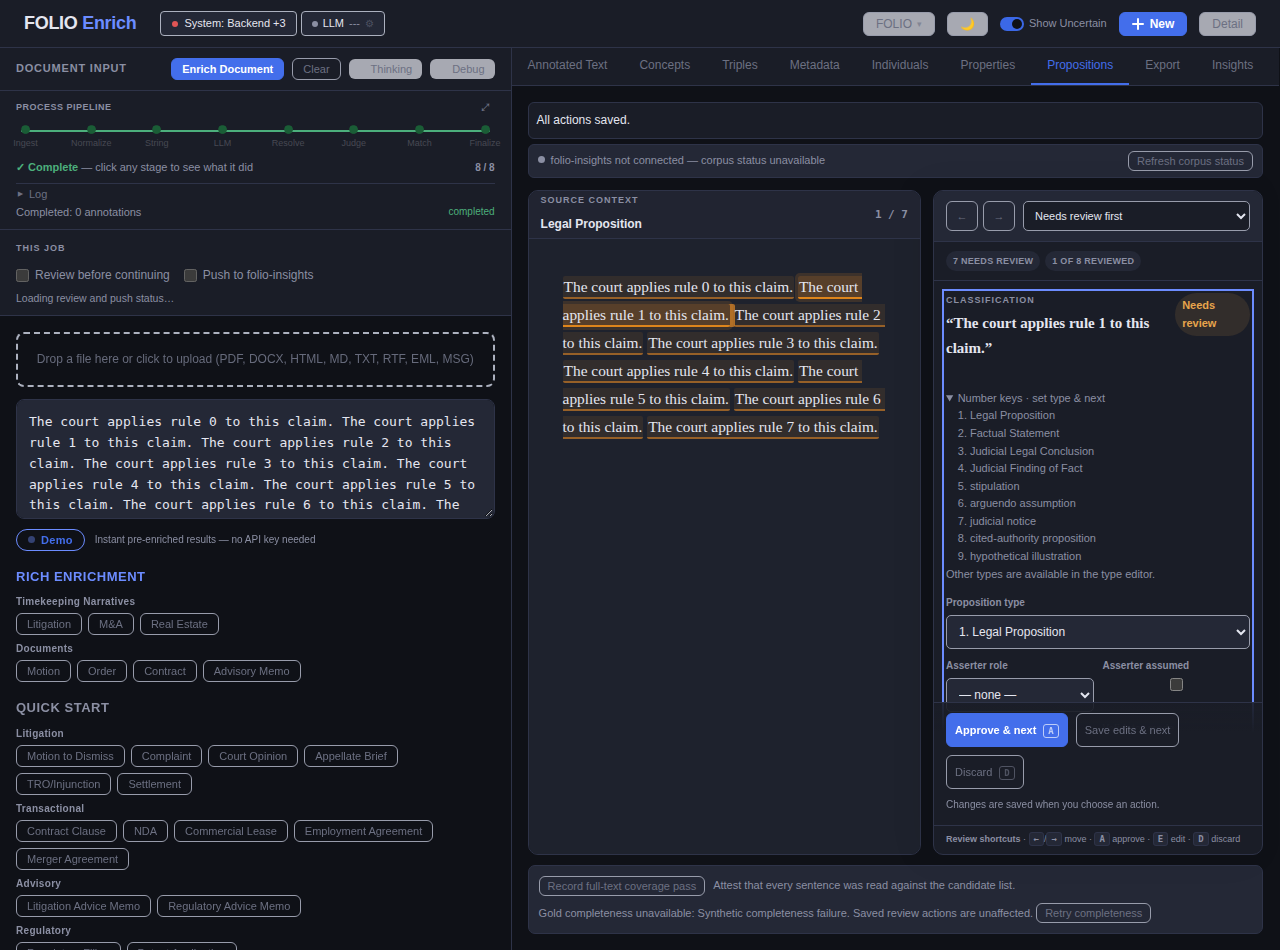 FOLIO Enrich
System: Backend +3
LLM ---
FOLIO
Show Uncertain
New
Detail
DOCUMENT INPUT
Enrich Document
Clear
Thinking
Debug
PROCESS PIPELINE
Ingest
Normalize
String
LLM
Resolve
Judge
Match
Finalize
✓ Complete — click any stage to see what it did
8 / 8
Log
Completed: 0 annotations
completed
THIS JOB
Review before continuing
Push to folio-insights
Loading review and push status…
Drop a file here or click to upload (PDF, DOCX, HTML, MD, TXT, RTF, EML, MSG)
The court applies rule 0 to this claim. The court applies
rule 1 to this claim. The court applies rule 2 to this
claim. The court applies rule 3 to this claim. The court
applies rule 4 to this claim. The court applies rule 5 to
this claim. The court applies rule 6 to this claim. The
Demo
Instant pre-enriched results — no API key needed
RICH ENRICHMENT
Timekeeping Narratives
Litigation
M&A
Real Estate
Documents
Motion
Order
Contract
Advisory Memo
QUICK START
Litigation
Motion to Dismiss
Complaint
Court Opinion
Appellate Brief
TRO/Injunction
Settlement
Transactional
Contract Clause
NDA
Commercial Lease
Employment Agreement
Merger Agreement
Advisory
Litigation Advice Memo
Regulatory Advice Memo
Regulatory
Annotated Text
Concepts
Triples
Metadata
Individuals
Properties
Propositions
Export
Insights
All actions saved.
folio-insights not connected — corpus status unavailable
Refresh corpus status
SOURCE CONTEXT
Legal Proposition
1 / 7
The court applies rule 0 to this claim. The court
applies rule 1 to this claim. The court applies rule 2
to this claim. The court applies rule 3 to this claim.
The court applies rule 4 to this claim. The court
applies rule 5 to this claim. The court applies rule 6
to this claim. The court applies rule 7 to this claim.
← →
Needs review first
7 NEEDS REVIEW
1 OF 8 REVIEWED
CLASSIFICATION
“The court applies rule 1 to this
claim.”
Needs
review
▼ Number keys · set type & next
1. Legal Proposition
2. Factual Statement
3. Judicial Legal Conclusion
4. Judicial Finding of Fact
5. stipulation
6. arguendo assumption
7. judicial notice
8. cited-authority proposition
9. hypothetical illustration
Other types are available in the type editor.
Proposition type
1. Legal Proposition
Asserter role
Asserter assumed
— none —
Approve & next A
Save edits & next
Discard D
Changes are saved when you choose an action.
Review shortcuts · ← / → move · A approve · E edit · D discard
Record full-text coverage pass
Attest that every sentence was read against the candidate list.
Gold completeness unavailable: Synthetic completeness failure. Saved review actions are unaffected.
Retry completeness